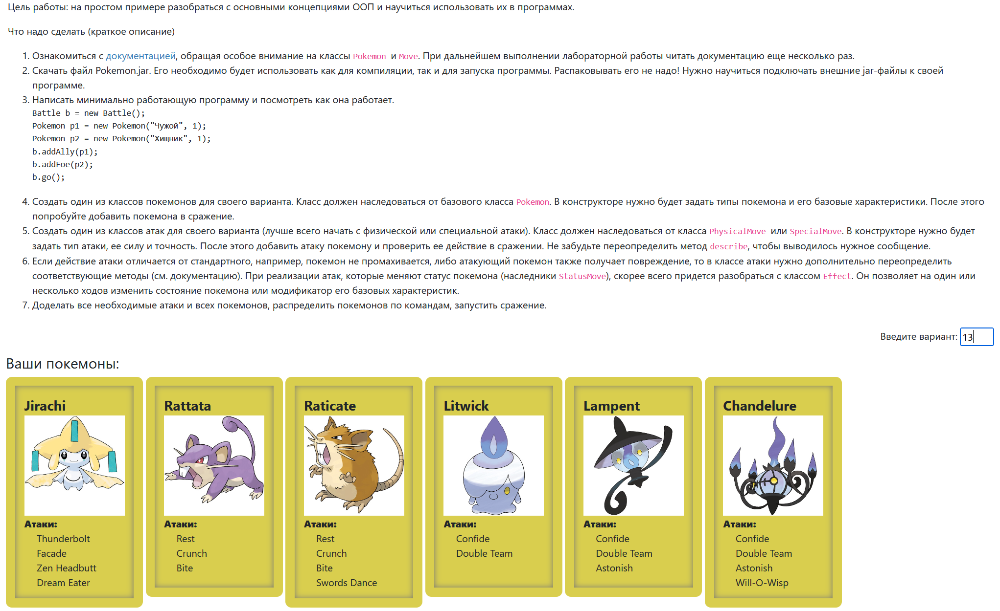 Цель работы: на простом примере разобраться с основными концепциями ООП и научиться использовать их в программах.
Что надо сделать (краткое описание)
1. Ознакомиться с документацией, обращая особое внимание на классы Pokemon и Move. При дальнейшем выполнении лабораторной работы читать документацию еще несколько раз.
2. Скачать файл Pokemon.jar. Его необходимо будет использовать как для компиляции, так и для запуска программы. Распаковывать его не надо! Нужно научиться подключать внешние jar-файлы к своей
программе.
3. Написать минимально работающую программу и посмотреть как она работает.
Battle b = new Battle();
Pokemon p1 = new Pokemon("Чужой", 1);
Pokemon p2 = new Pokemon("Хищник", 1);
b.addAlly(p1);
b.addFoe(p2);
b.go();
4. Создать один из классов покемонов для своего варианта. Класс должен наследоваться от базового класса Pokemon. В конструкторе нужно будет задать типы покемона и его базовые характеристики. После этого
попробуйте добавить покемона в сражение.
5. Создать один из классов атак для своего варианта (лучше всего начать с физической или специальной атаки). Класс должен наследоваться от класса PhysicalMove или SpecialMove. В конструкторе нужно будет
задать тип атаки, ее силу и точность. После этого добавить атаку покемону и проверить ее действие в сражении. Не забудьте переопределить метод describe, чтобы выводилось нужное сообщение.
6. Если действие атаки отличается от стандартного, например, покемон не промахивается, либо атакующий покемон также получает повреждение, то в классе атаки нужно дополнительно переопределить
соответствующие методы (см. документацию). При реализации атак, которые меняют статус покемона (наследники StatusMove), скорее всего придется разобраться с классом Effect. Он позволяет на один или
несколько ходов изменить состояние покемона или модификатор его базовых характеристик.
7. Доделать все необходимые атаки и всех покемонов, распределить покемонов по командам, запустить сражение.
Введите вариант: 13
Ваши покемоны:
Jirachi
Атаки:
Thunderbolt
Facade
Zen Headbutt
Dream Eater
Rattata
Атаки:
Rest
Crunch
Bite
Raticate
Атаки:
Rest
Crunch
Bite
Swords Dance
Litwick
Атаки:
Confide
Double Team
Lampent
Атаки:
Confide
Double Team
Astonish
Chandelure
Атаки:
Confide
Double Team
Astonish
Will-O-Wisp